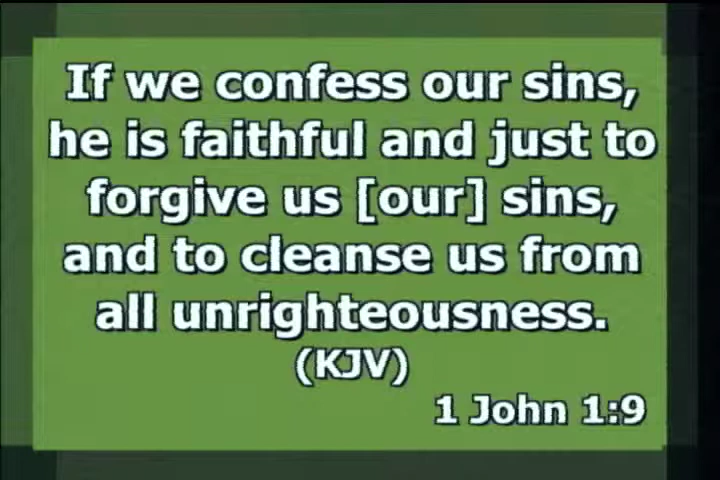 If we confess our sins,
he is faithful and just to
forgive us [our] sins,
and to cleanse us from
all unrighteousness.
(KJV)
1 John 1:9